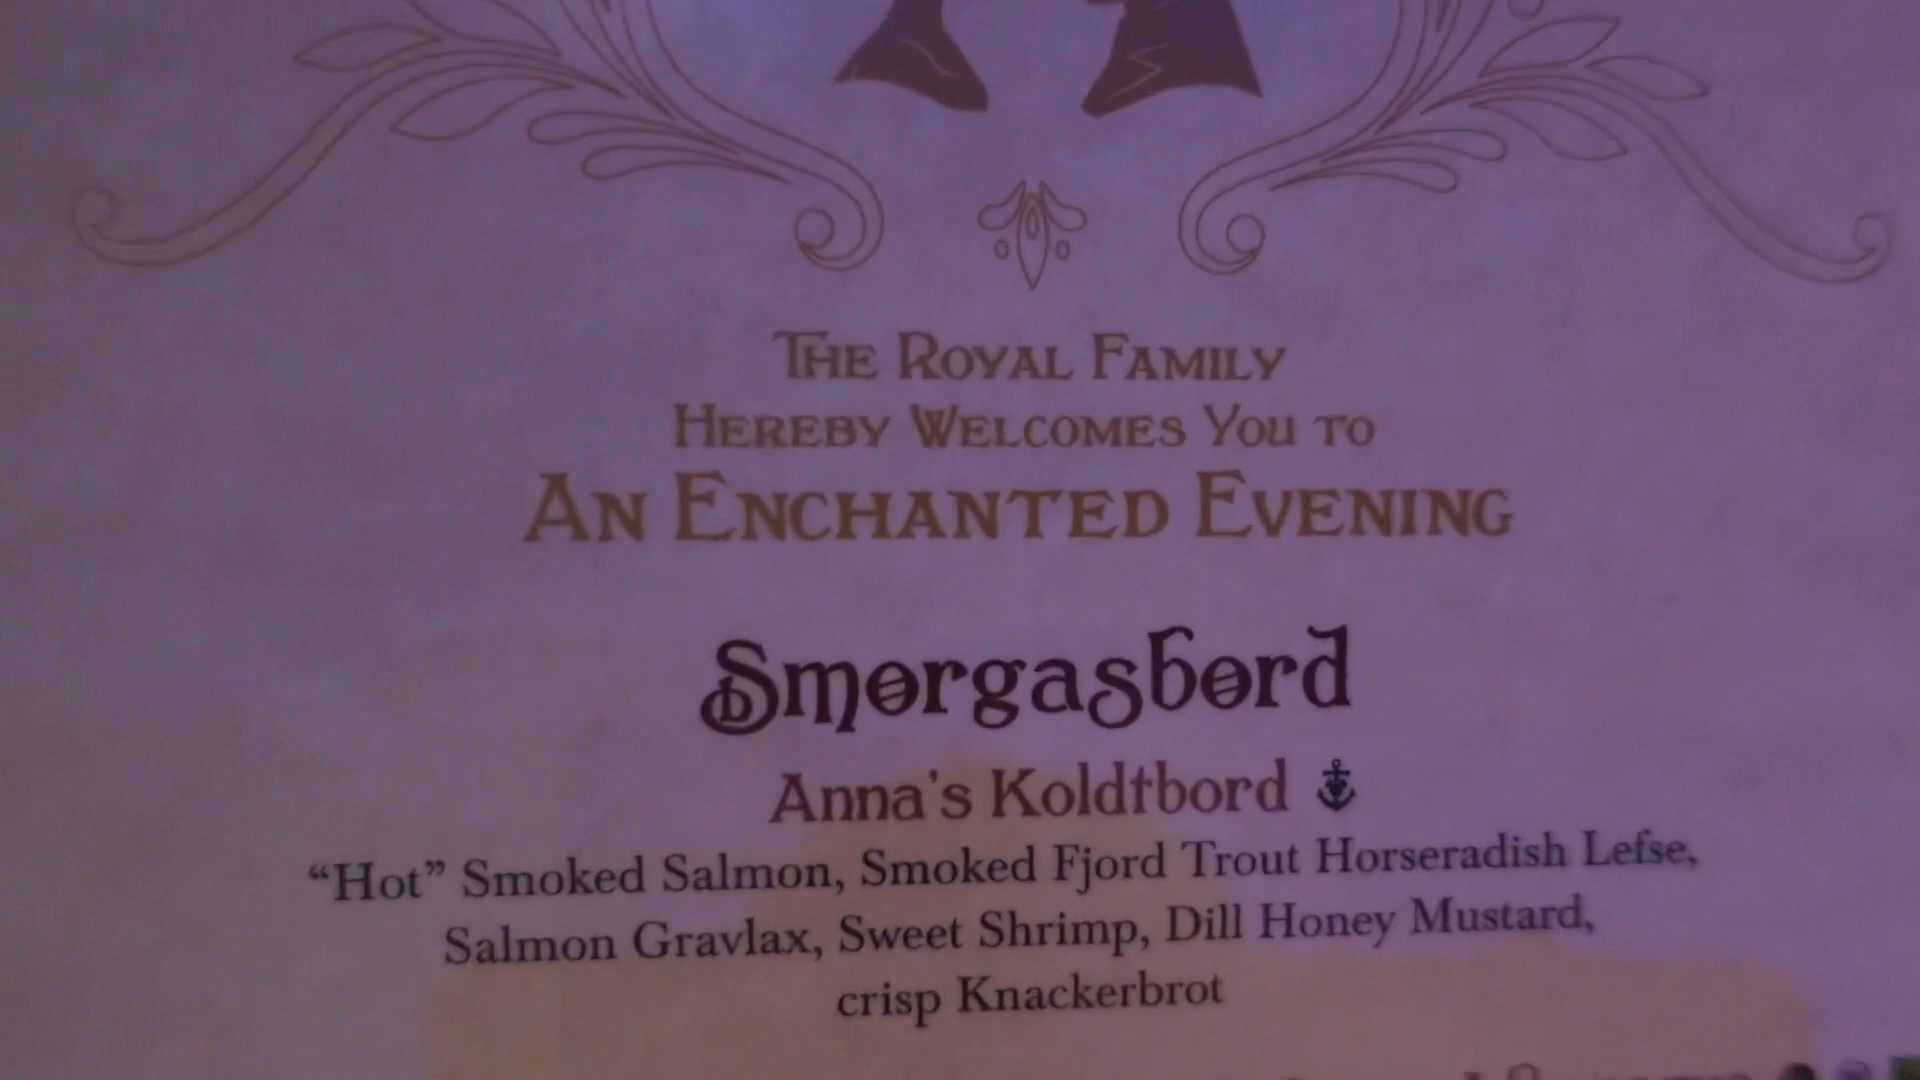 The Royal Family
Hereby Welcomes You to
An Enchanted Evening
Smorgasbord
Anna's Koldtbord
“Hot” Smoked Salmon, Smoked Fjord Trout Horseradish Lefse,
Salmon Gravlax, Sweet Shrimp, Dill Honey Mustard,
crisp Knackerbrot